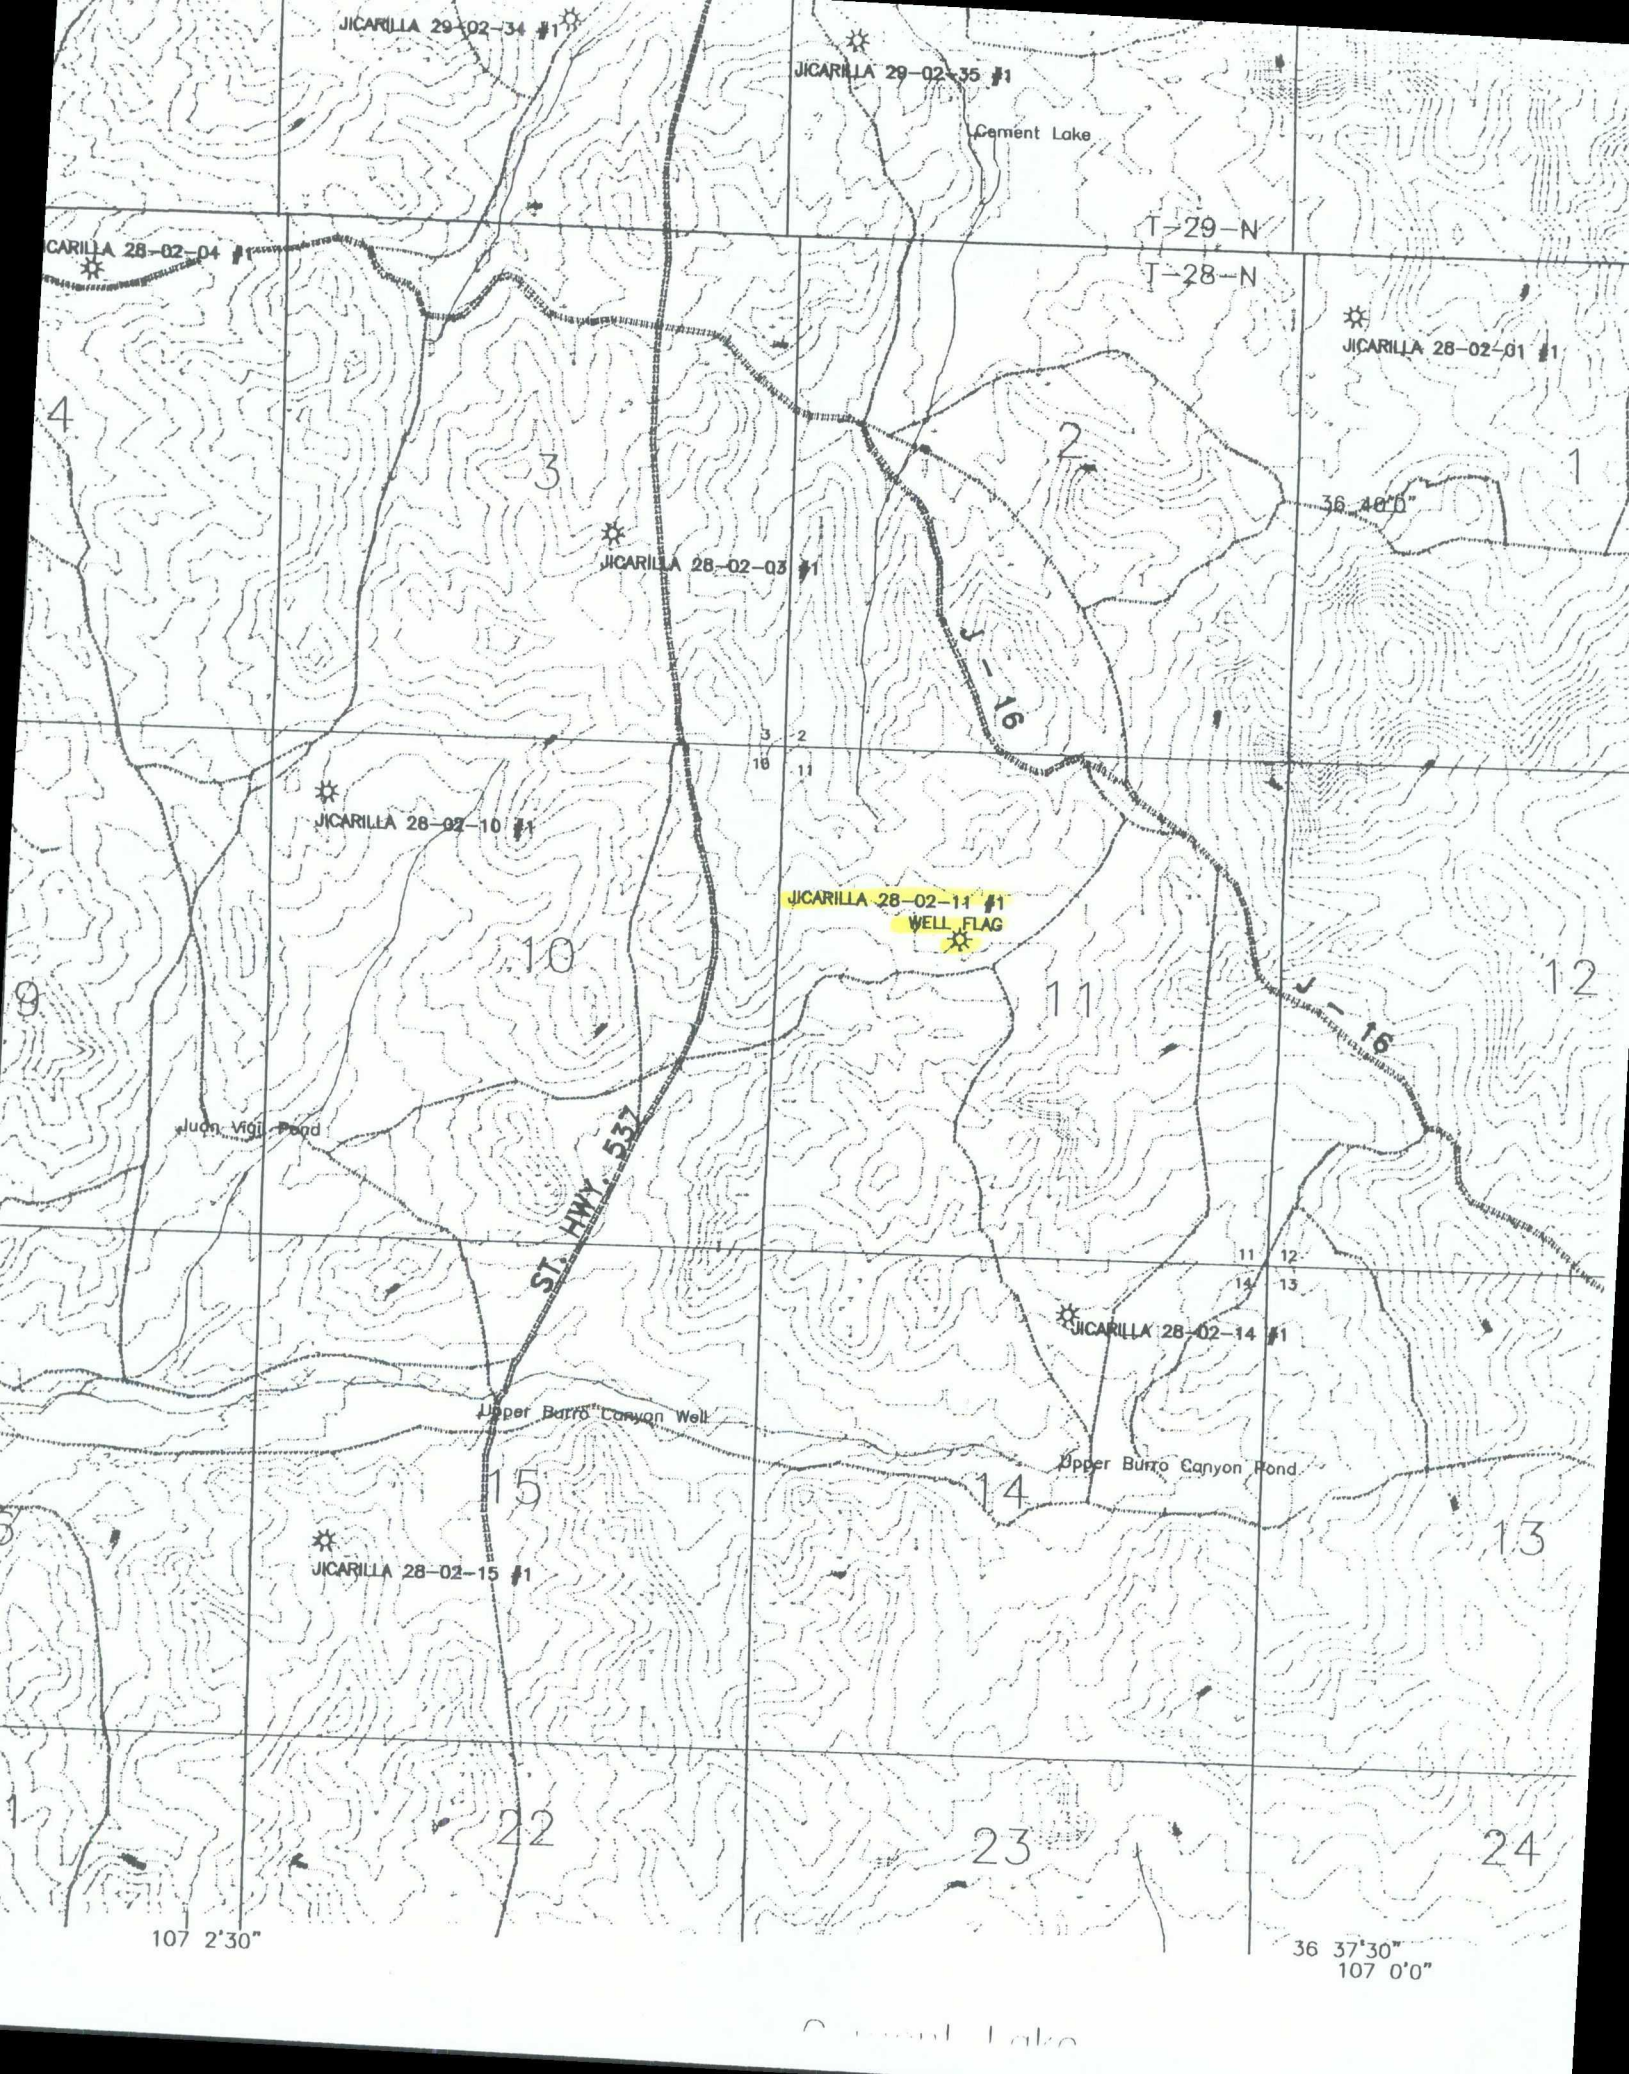 JICARILLA 29-02-34 #1
JICARILLA 29-02-35 #1
Cement Lake
T-29-N
T-28-N
CARILLA 28-02-04 #1
JICARILLA 28-02-01 #1
4
3
2
1
36 40'0"
JICARILLA 28-02-03 #1
J-16
3 2
10 11
JICARILLA 28-02-10 #1
JICARILLA 28-02-11 #1
WELL FLAG
10
9
11
12
J-16
Juan Vigil Pond
ST. HWY. 537
11 12
14 13
JICARILLA 28-02-14 #1
Upper Burro Canyon Well
Upper Burro Canyon Pond
15
14
13
JICARILLA 28-02-15 #1
22
23
24
107 2'30"
36 37'30"
107 0'0"
Lake